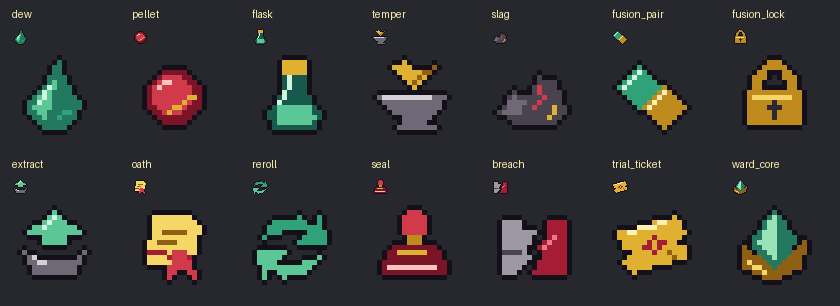 dew pellet flask temper slag fusion_pair fusion_lock
extract oath reroll seal breach trial_ticket ward_core